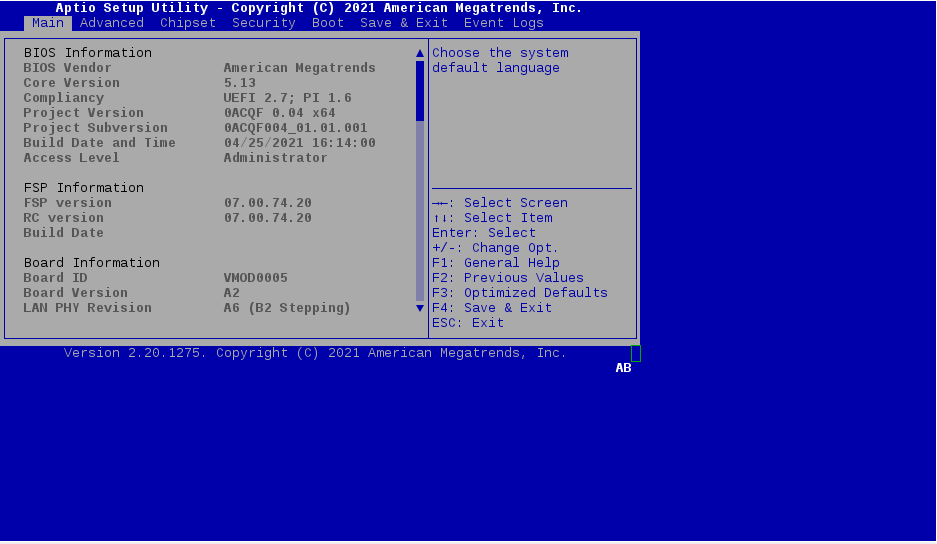 Aptio Setup Utility - Copyright (C) 2021 American Megatrends, Inc.
Main Advanced Chipset Security Boot Save & Exit Event Logs
BIOS Information
BIOS Vendor American Megatrends
Core Version 5.13
Compliancy UEFI 2.7; PI 1.6
Project Version 0ACQF 0.04 x64
Project Subversion 0ACQF004_01.01.001
Build Date and Time 04/25/2021 16:14:00
Access Level Administrator
FSP Information
FSP version 07.00.74.20
RC version 07.00.74.20
Build Date
Board Information
Board ID VMOD0005
Board Version A2
LAN PHY Revision A6 (B2 Stepping)
Choose the system
default language
→←: Select Screen
↑↓: Select Item
Enter: Select
+/-: Change Opt.
F1: General Help
F2: Previous Values
F3: Optimized Defaults
F4: Save & Exit
ESC: Exit
Version 2.20.1275. Copyright (C) 2021 American Megatrends, Inc.
AB